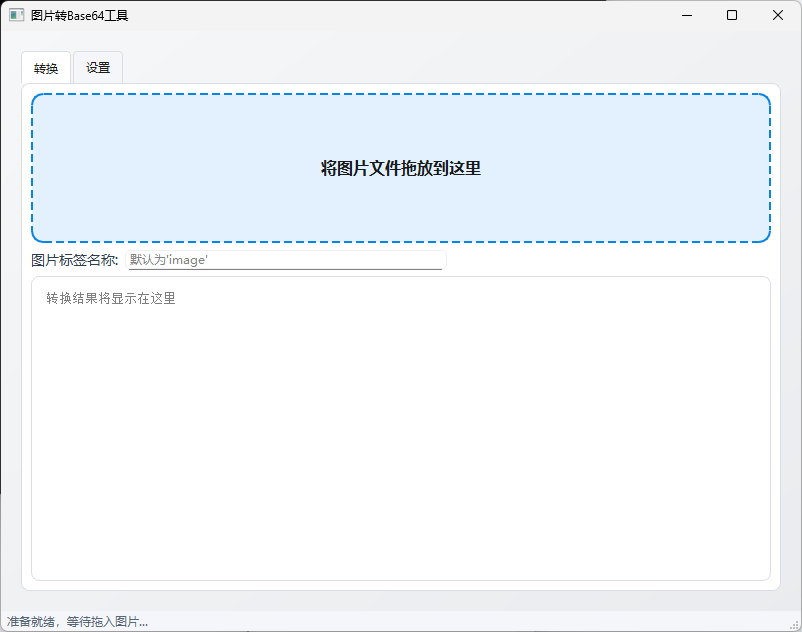 图片转Base64工具
转换 设置
将图片文件拖放到这里
图片标签名称: 默认为'image'
转换结果将显示在这里
准备就绪，等待拖入图片...